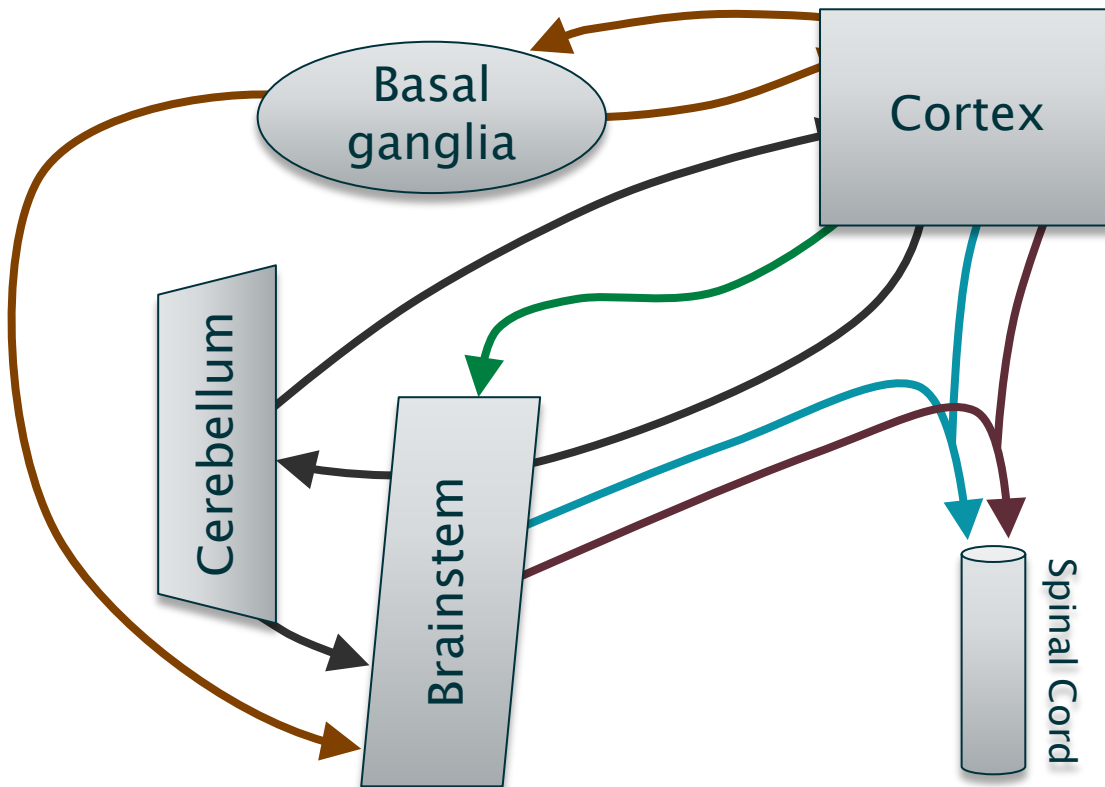 Basal
ganglia
Cortex
Cerebellum
Brainstem
Spinal Cord